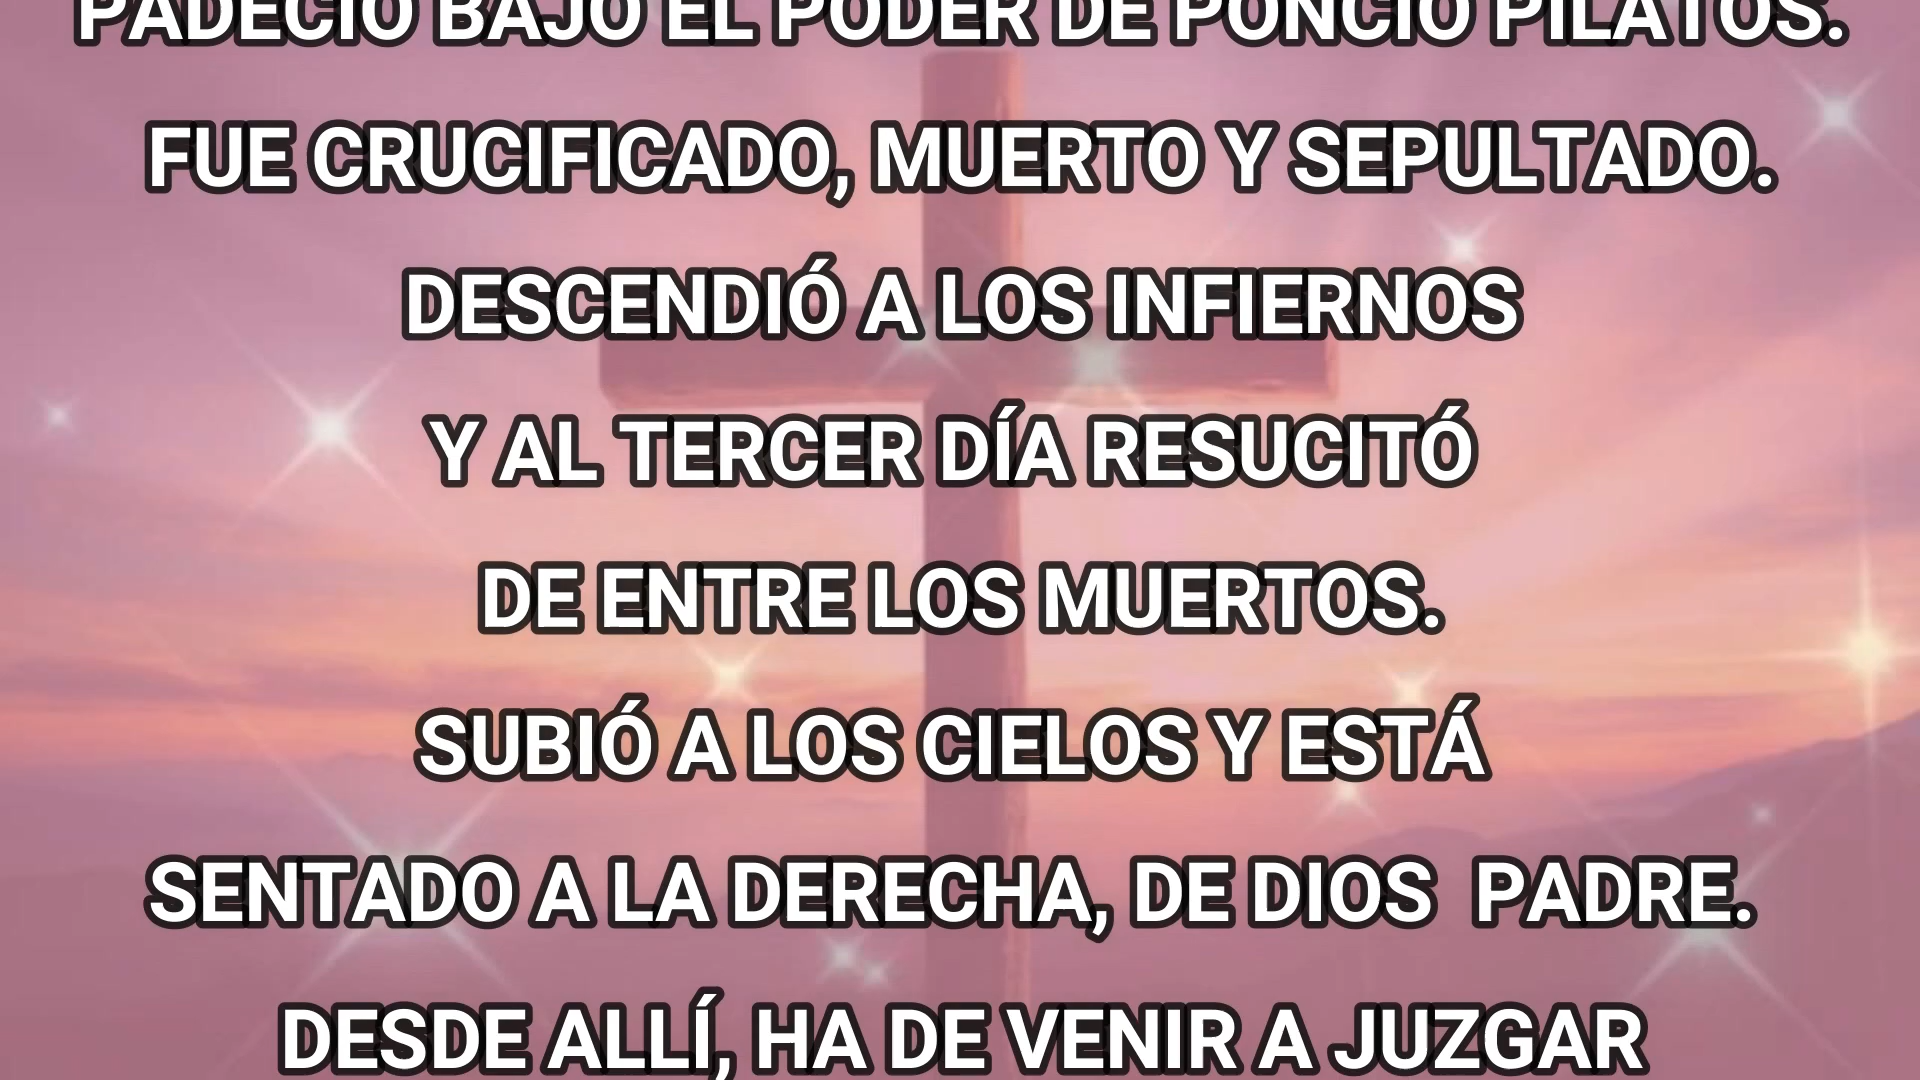 PADECIÓ BAJO EL PODER DE PONCIO PILATOS.
FUE CRUCIFICADO, MUERTO Y SEPULTADO.
DESCENDIÓ A LOS INFIERNOS
Y AL TERCER DÍA RESUCITÓ
DE ENTRE LOS MUERTOS.
SUBIÓ A LOS CIELOS Y ESTÁ
SENTADO A LA DERECHA, DE DIOS  PADRE.
DESDE ALLÍ, HA DE VENIR A JUZGAR